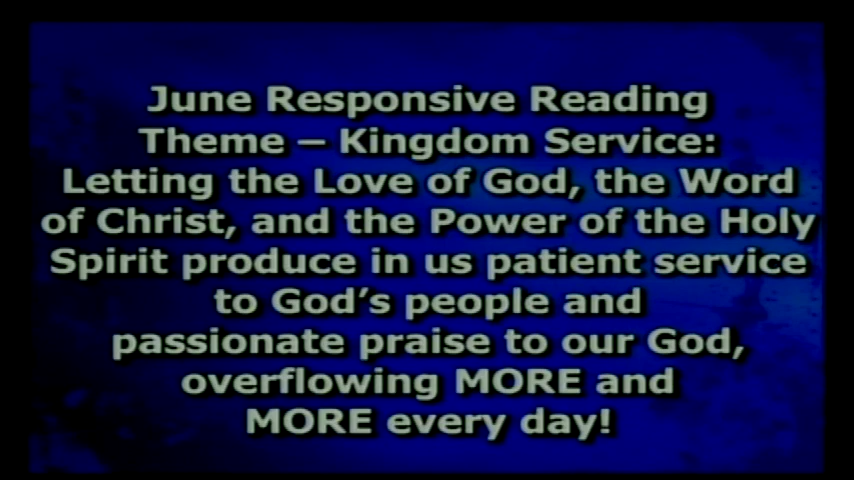 June Responsive Reading
Theme – Kingdom Service:
Letting the Love of God, the Word
of Christ, and the Power of the Holy
Spirit produce in us patient service
to God's people and
passionate praise to our God,
overflowing MORE and
MORE every day!